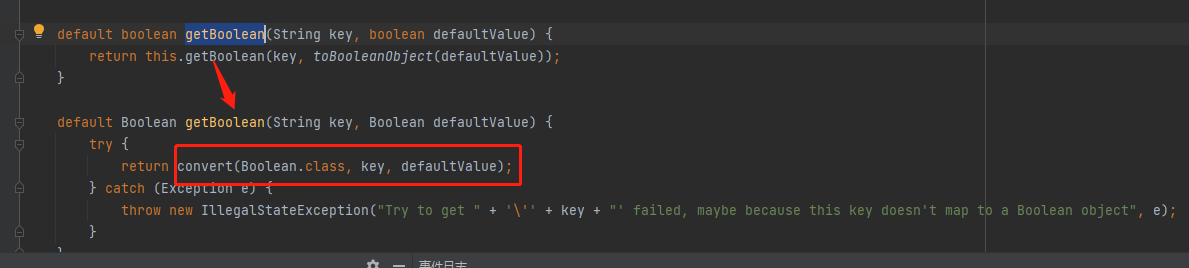 default boolean getBoolean(String key, boolean defaultValue) {
return this.getBoolean(key, toBooleanObject(defaultValue));
}
default Boolean getBoolean(String key, Boolean defaultValue) {
try {
return convert(Boolean.class, key, defaultValue);
} catch (Exception e) {
throw new IllegalStateException("Try to get " + '\'' + key + "' failed, maybe because this key doesn't map to a Boolean object", e);
}
}
事件日志